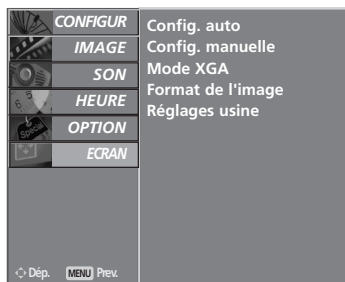 CONFIGUR
IMAGE
SON
HEURE
OPTION
Special
ECRAN
Config. auto
Config. manuelle
Mode XGA
Format de l'image
Réglages usine
Dép. MENU Prev.